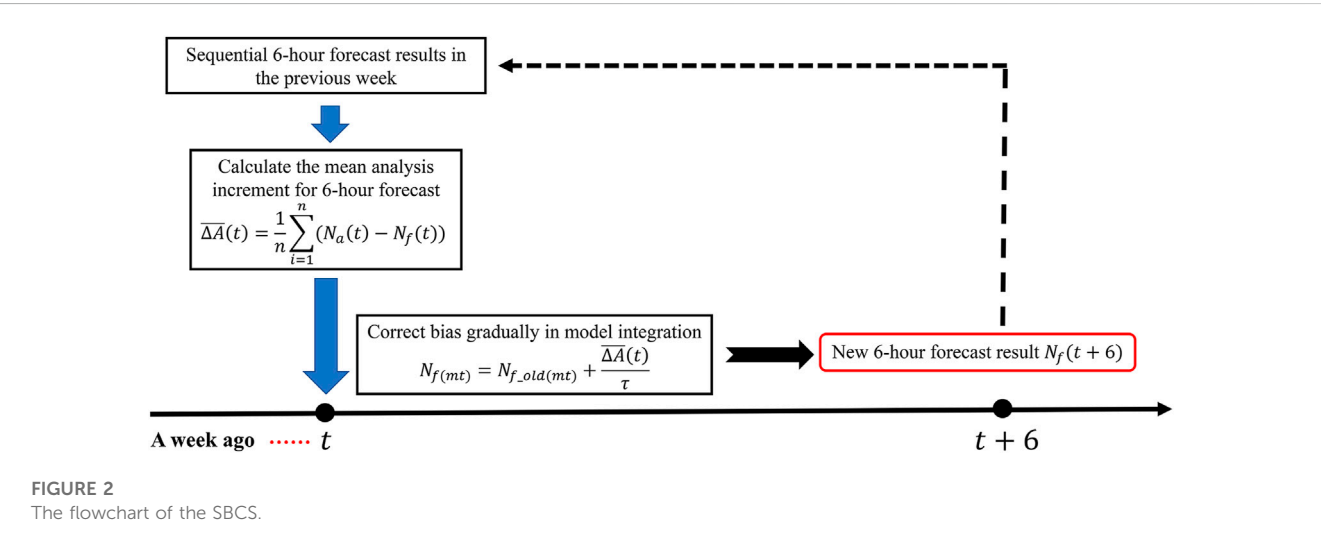 Sequential 6-hour forecast results in
the previous week
Calculate the mean analysis
increment for 6-hour forecast
$\overline{\Delta A}(t) = \frac{1}{n}\sum_{i=1}^{n}(N_a(t) - N_f(t))$
Correct bias gradually in model integration
$N_{f(mt)} = N_{f\_old(mt)} + \frac{\overline{\Delta A}(t)}{\tau}$
New 6-hour forecast result $N_f(t + 6)$
A week ago ...... $t$
$t + 6$
FIGURE 2
The flowchart of the SBCS.